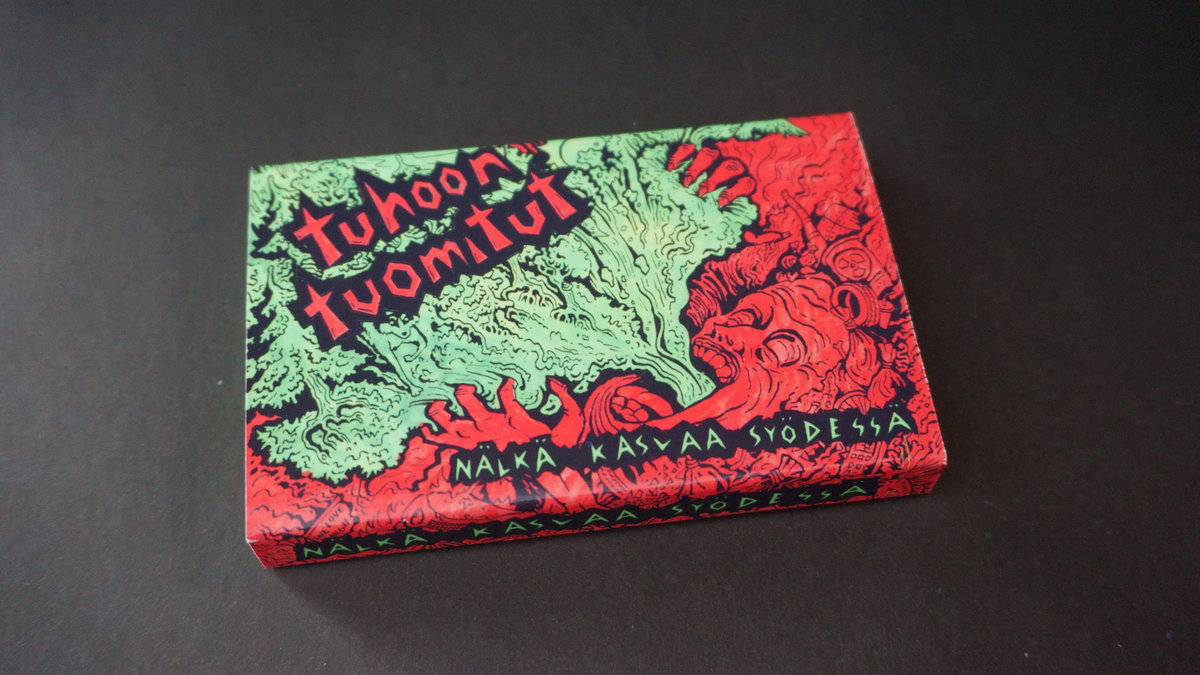 tuhoon
tuomitut
NÄLKÄ KASVAA SYÖDESSÄ
NÄLKÄ KASVAA SYÖDESSÄ